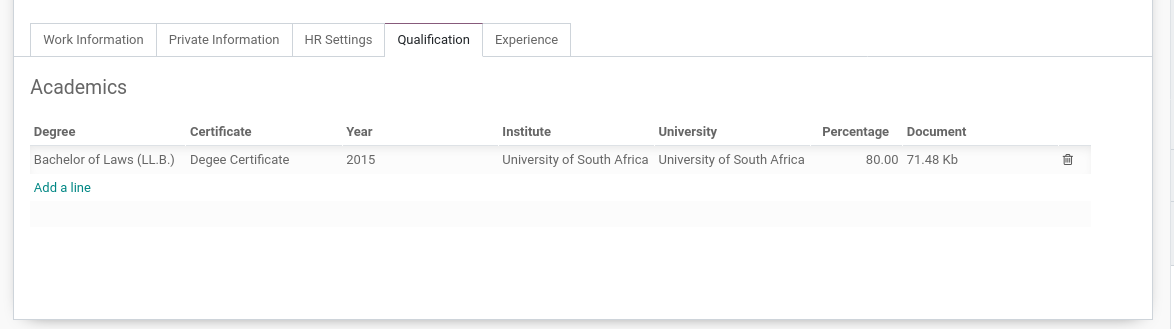 Work Information Private Information HR Settings Qualification Experience
Academics
Degree Certificate Year Institute University Percentage Document
Bachelor of Laws (LL.B.) Degee Certificate 2015 University of South Africa University of South Africa 80.00 71.48 Kb
Add a line